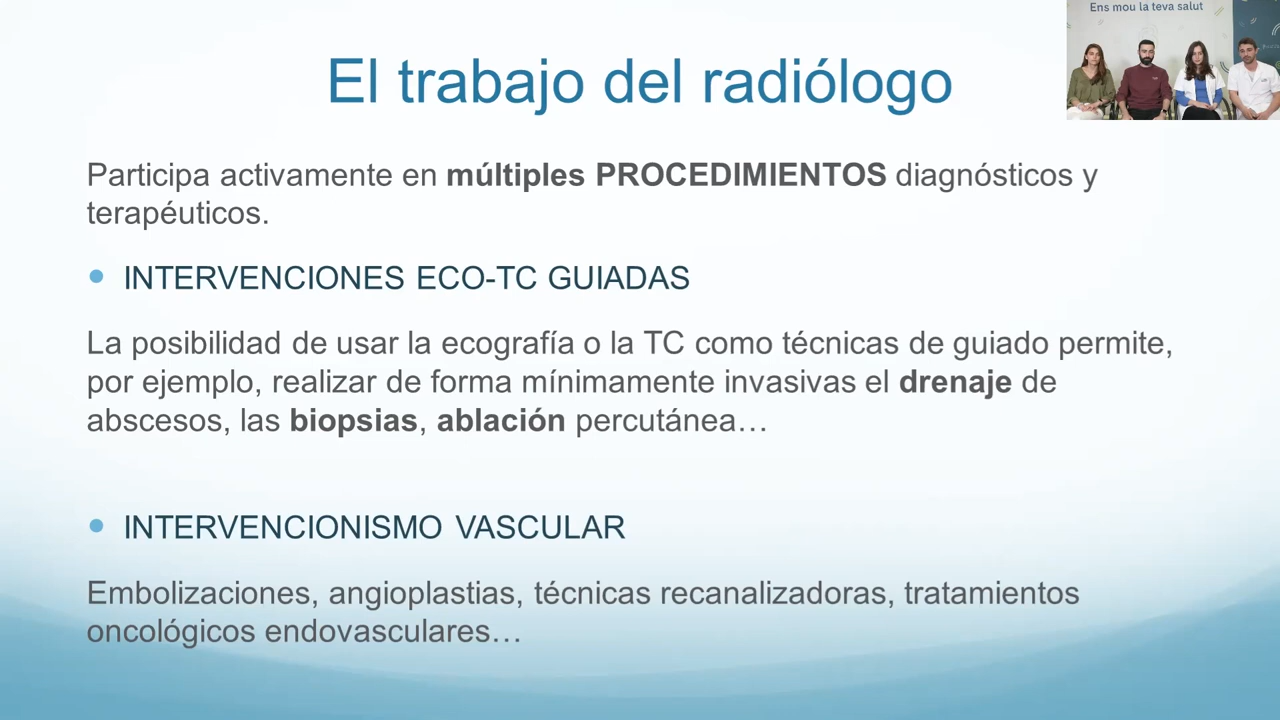 Ens mou la teva salut
El trabajo del radiólogo
Participa activamente en múltiples PROCEDIMIENTOS diagnósticos y
terapéuticos.
INTERVENCIONES ECO-TC GUIADAS
La posibilidad de usar la ecografía o la TC como técnicas de guiado permite,
por ejemplo, realizar de forma mínimamente invasivas el drenaje de
abscesos, las biopsias, ablación percutánea…
INTERVENCIONISMO VASCULAR
Embolizaciones, angioplastias, técnicas recanalizadoras, tratamientos
oncológicos endovasculares…